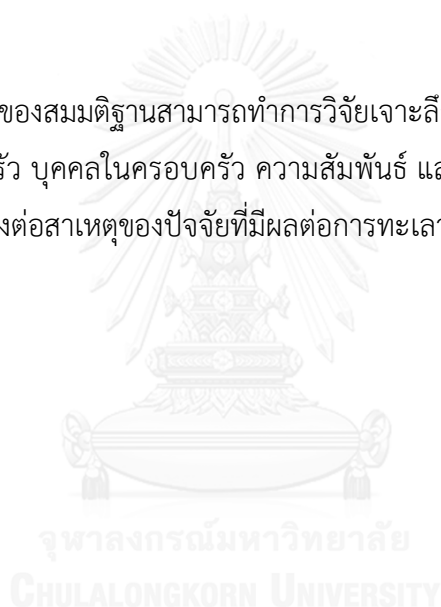 ของสมมติฐานสามารถทำการวิจัยเจาะลึ
รัว บุคคลในครอบครัว ความสัมพันธ์ แล
งต่อสาเหตุของปัจจัยที่มีผลต่อการทะเลา
จุฬาลงกรณ์มหาวิทยาลัย
CHULALONGKORN UNIVERSITY